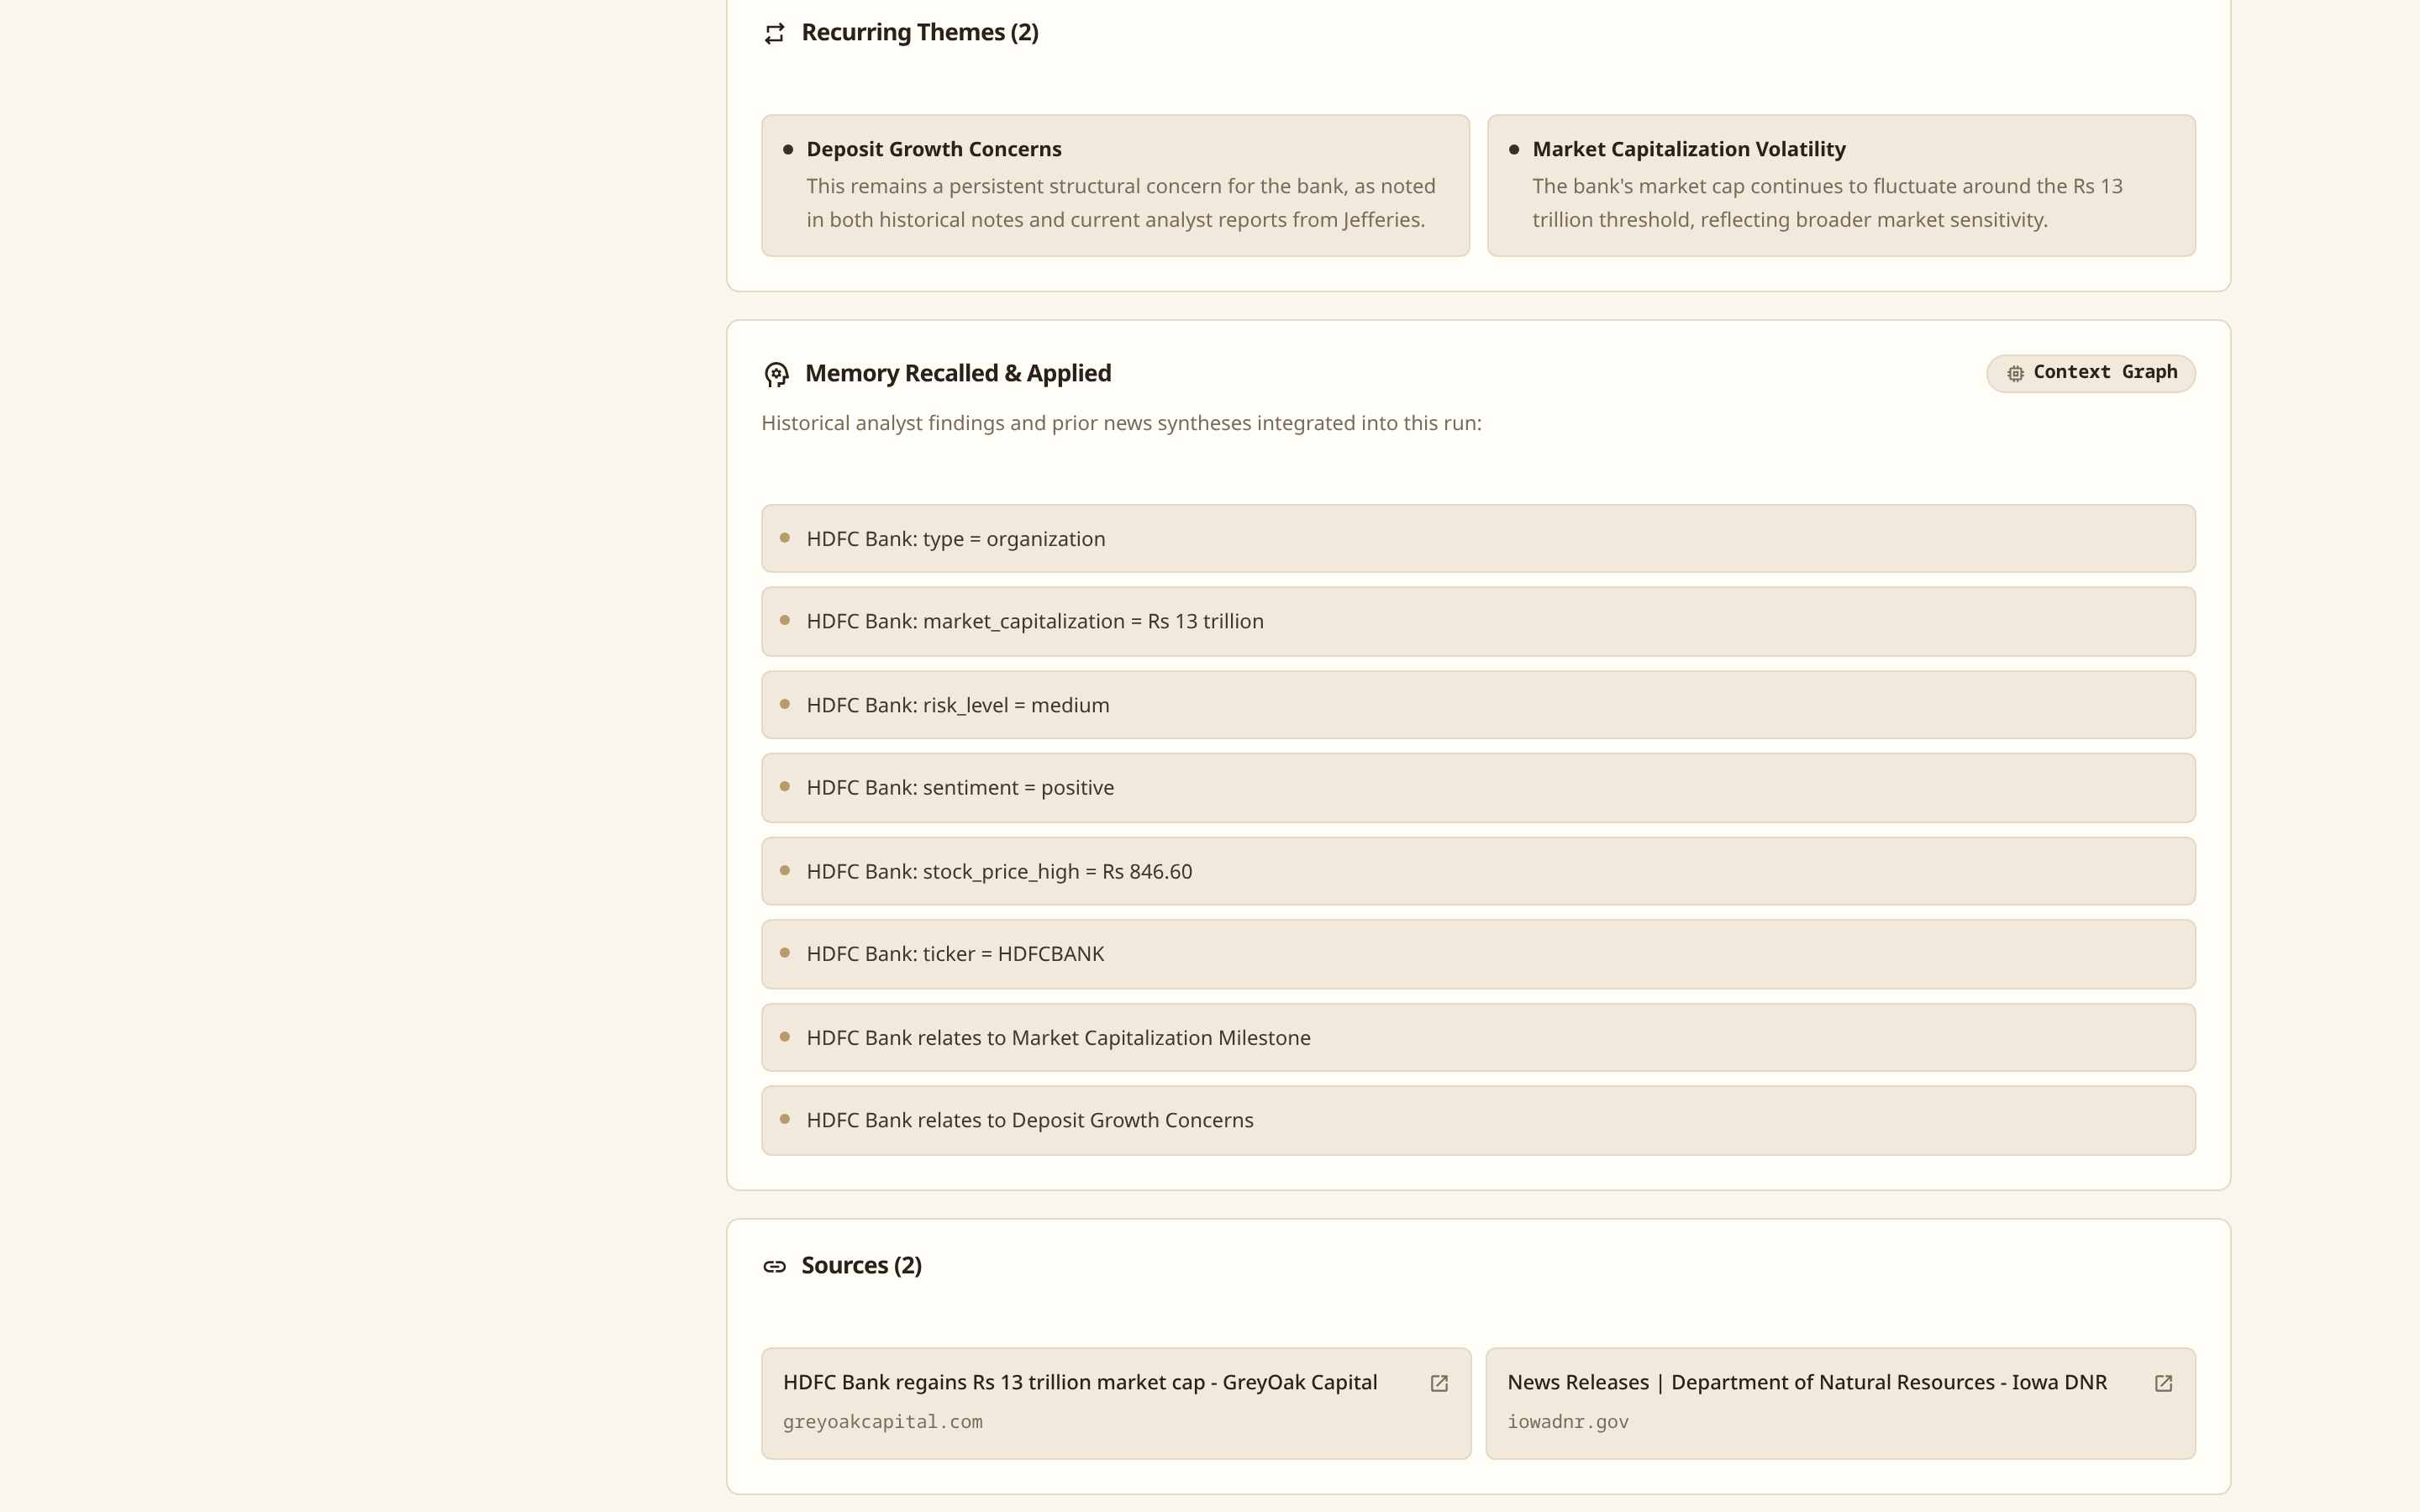 Recurring Themes (2)
Deposit Growth Concerns
This remains a persistent structural concern for the bank, as noted
in both historical notes and current analyst reports from Jefferies.
Market Capitalization Volatility
The bank's market cap continues to fluctuate around the Rs 13
trillion threshold, reflecting broader market sensitivity.
Memory Recalled & Applied
Context Graph
Historical analyst findings and prior news syntheses integrated into this run:
HDFC Bank: type = organization
HDFC Bank: market_capitalization = Rs 13 trillion
HDFC Bank: risk_level = medium
HDFC Bank: sentiment = positive
HDFC Bank: stock_price_high = Rs 846.60
HDFC Bank: ticker = HDFCBANK
HDFC Bank relates to Market Capitalization Milestone
HDFC Bank relates to Deposit Growth Concerns
Sources (2)
HDFC Bank regains Rs 13 trillion market cap - GreyOak Capital
greyoakcapital.com
News Releases | Department of Natural Resources - Iowa DNR
iowadnr.gov